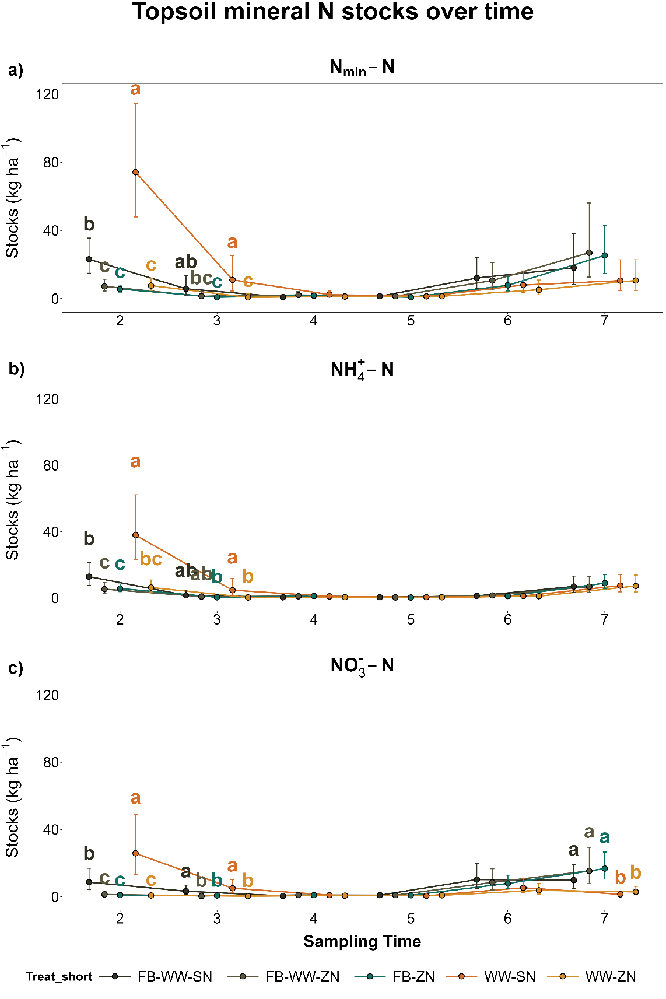 Topsoil mineral N stocks over time
a)
Nmin – N
Stocks (kg ha−1)
120
80
40
0
a
b
c
c
c
ab
bc
c
a
c
2 3 4 5 6 7
b)
NH4+ – N
Stocks (kg ha−1)
120
80
40
0
a
b
c
c
bc
ab
ab
b
a
b
2 3 4 5 6 7
c)
NO3- – N
Stocks (kg ha−1)
120
80
40
0
a
b
c
c
c
a
b
b
a
b
a
a
a
b
b
2 3 4 5 6 7
Sampling Time
Treat_short FB-WW-SN FB-WW-ZN FB-ZN WW-SN WW-ZN